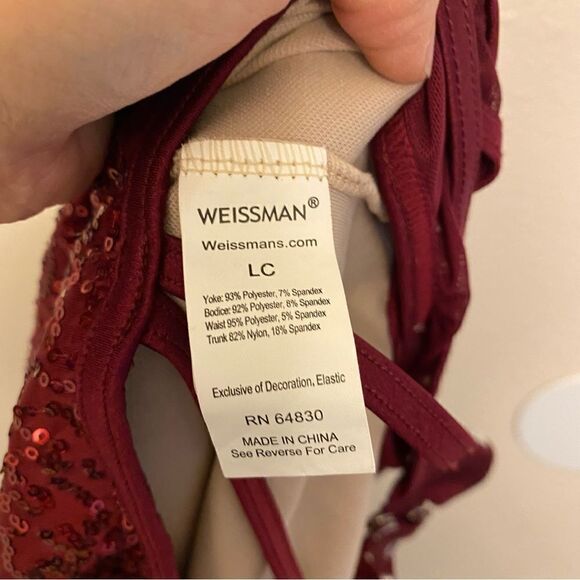 WEISSMAN®
Weissmans.com
LC
Yoke: 93% Polyester, 7% Spandex
Bodice: 92% Polyester, 8% Spandex
Waist 95% Polyester, 5% Spandex
Trunk 82% Nylon, 18% Spandex
Exclusive of Decoration, Elastic
RN 64830
MADE IN CHINA
See Reverse For Care